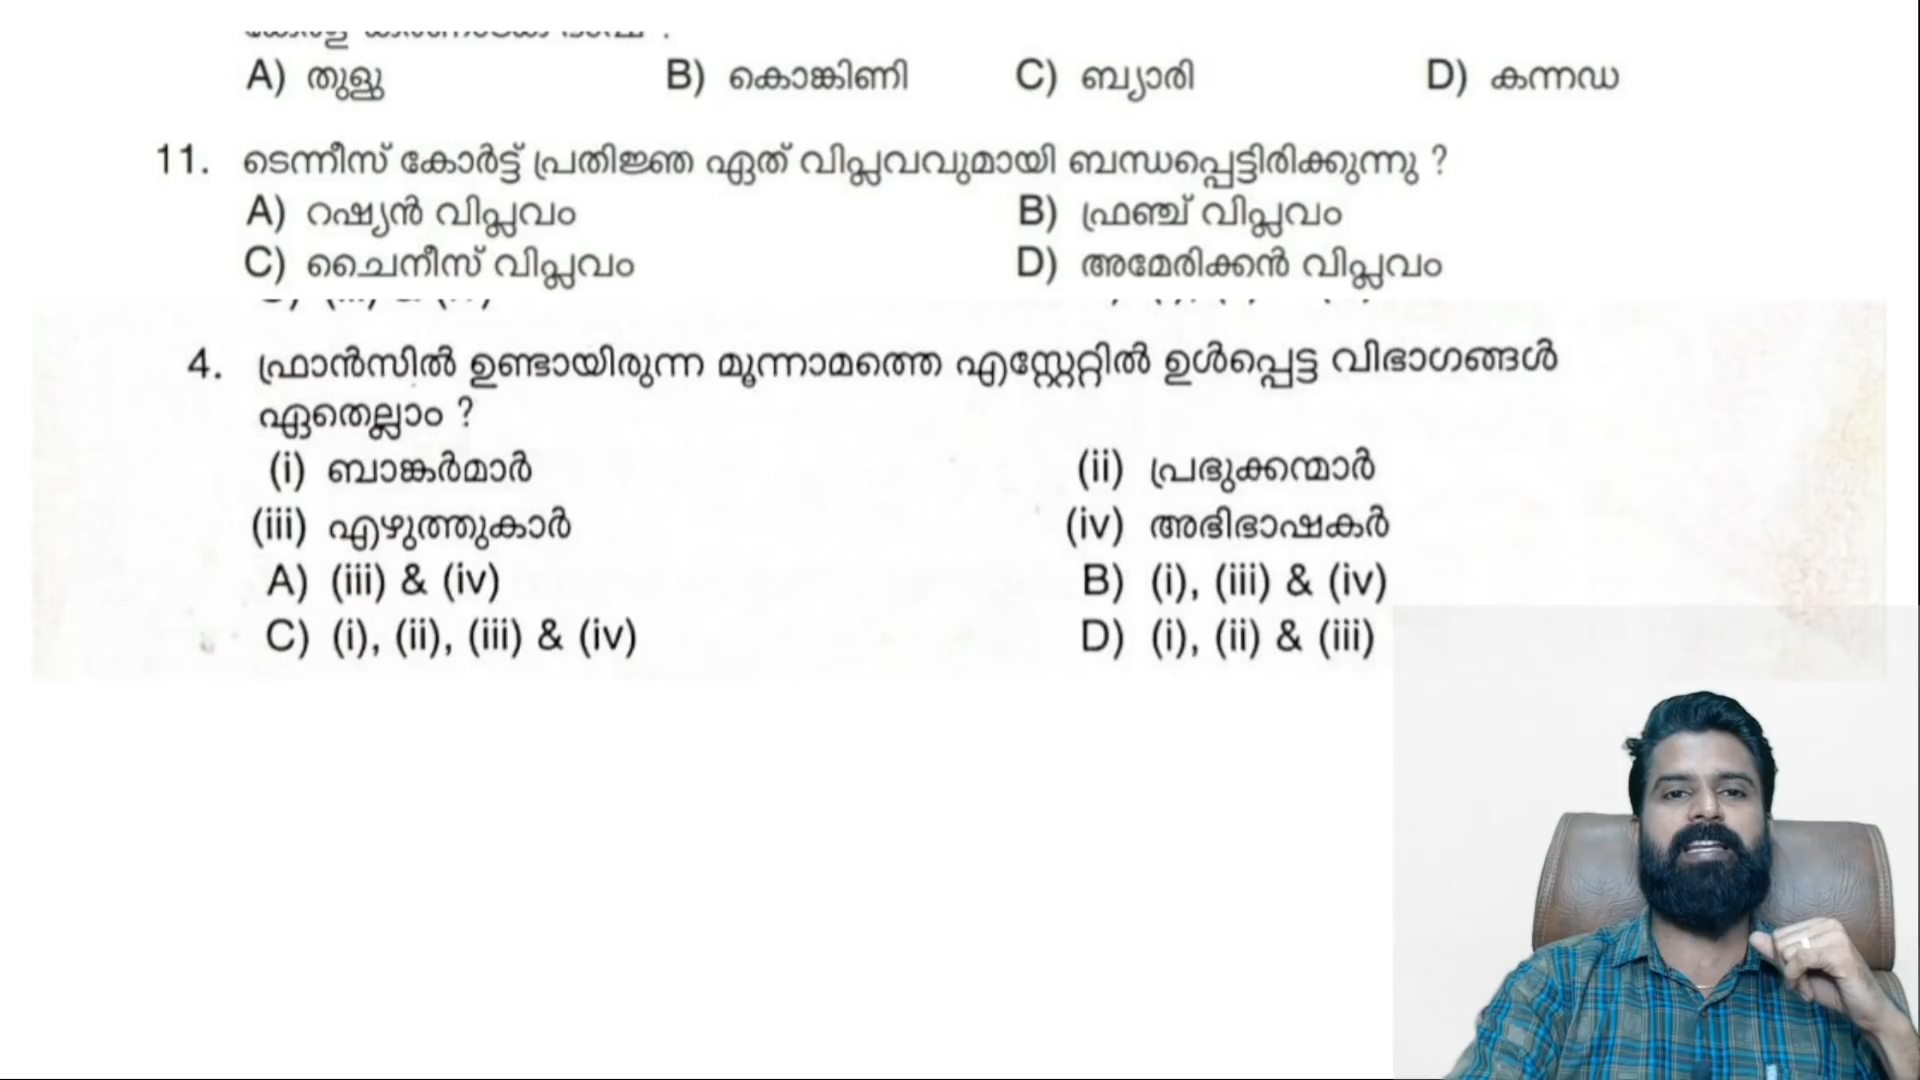 A) തുളു B) കൊങ്കിണി C) ബ്യാരി D) കന്നഡ
11. ടെന്നീസ് കോർട്ട് പ്രതിജ്ഞ ഏത് വിപ്ലവവുമായി ബന്ധപ്പെട്ടിരിക്കുന്നു ?
A) റഷ്യൻ വിപ്ലവം B) ഫ്രഞ്ച് വിപ്ലവം
C) ചൈനീസ് വിപ്ലവം D) അമേരിക്കൻ വിപ്ലവം
4. ഫ്രാൻസിൽ ഉണ്ടായിരുന്ന മൂന്നാമത്തെ എസ്റ്റേറ്റിൽ ഉൾപ്പെട്ട വിഭാഗങ്ങൾ
ഏതെല്ലാം ?
(i) ബാങ്കർമാർ (ii) പ്രഭുക്കന്മാർ
(iii) എഴുത്തുകാർ (iv) അഭിഭാഷകർ
A) (iii) & (iv) B) (i), (iii) & (iv)
C) (i), (ii), (iii) & (iv) D) (i), (ii) & (iii)